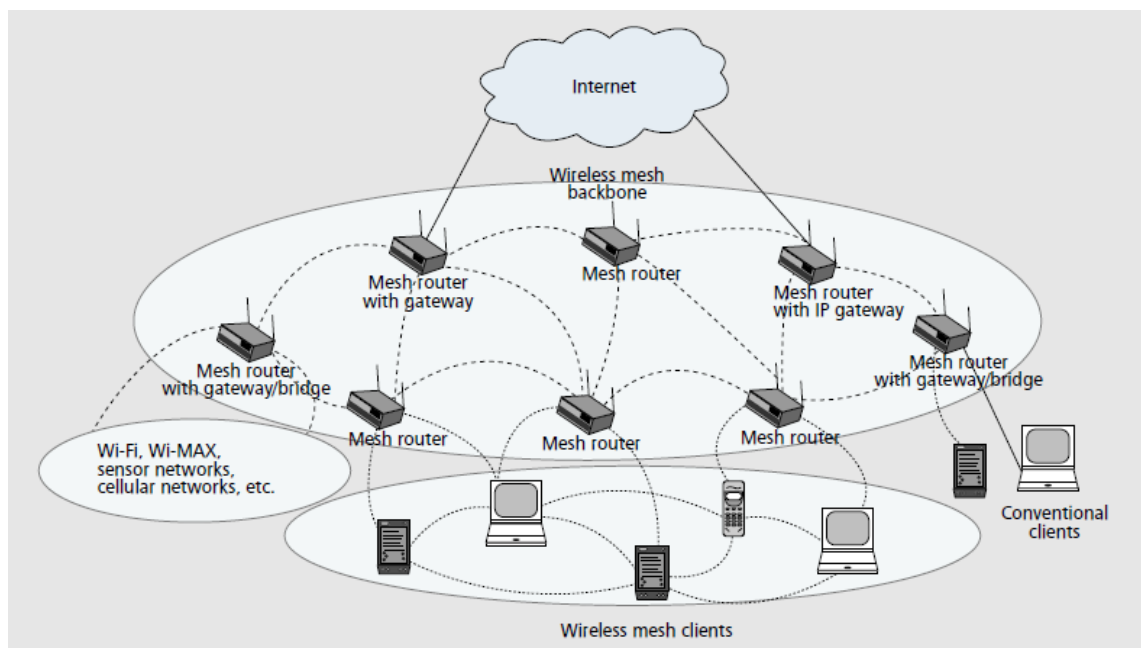 Internet
Wireless mesh
backbone
Mesh router
with gateway
Mesh router
Mesh router
with IP gateway
Mesh router
with gateway/bridge
Mesh router
with gateway/bridge
Mesh router
Mesh router
Mesh router
Wi-Fi, Wi-MAX,
sensor networks,
cellular networks, etc.
Conventional
clients
Wireless mesh clients